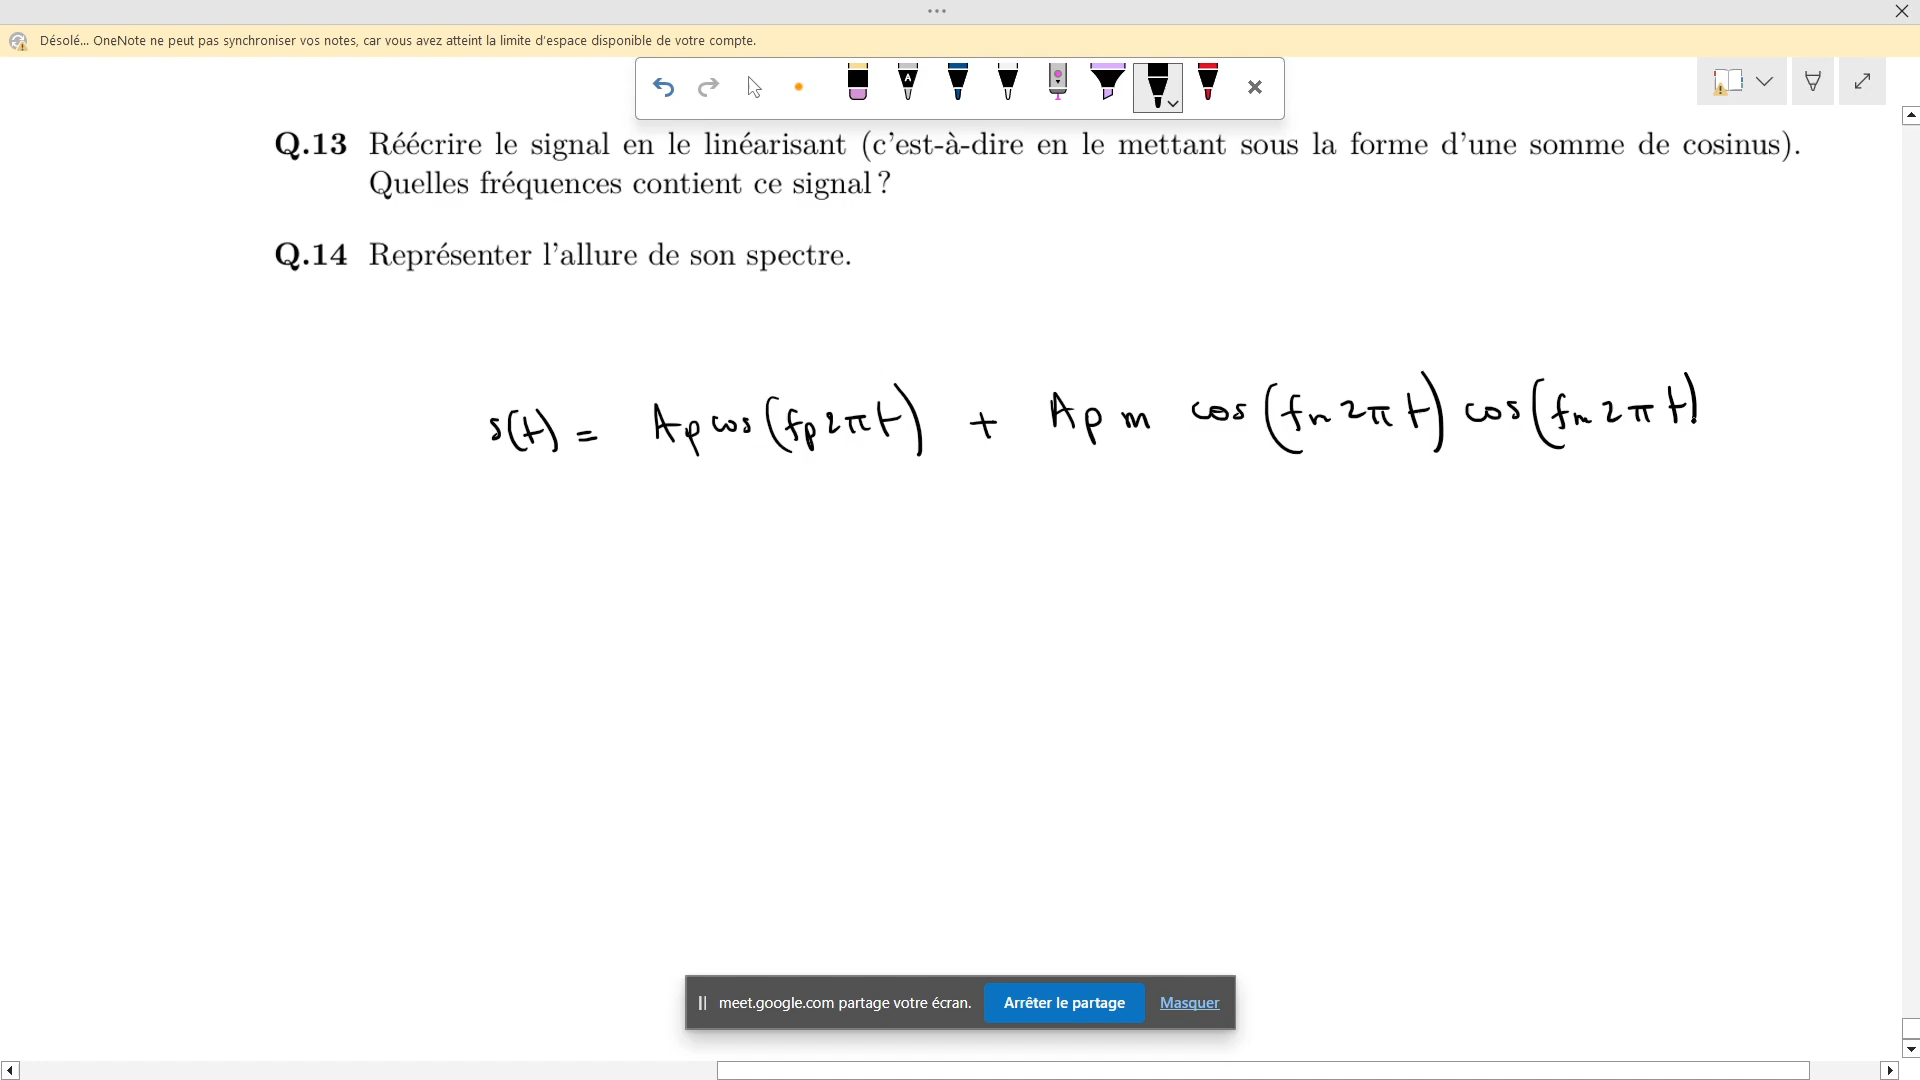 Désolé... OneNote ne peut pas synchroniser vos notes, car vous avez atteint la limite d'espace disponible de votre compte.
Q.13 Réécrire le signal en le linéarisant (c'est-à-dire en le mettant sous la forme d'une somme de cosinus).
Quelles fréquences contient ce signal ?
Q.14 Représenter l'allure de son spectre.
s(t) = Ap cos(fp 2π t) + Ap m cos(fm 2π t) cos(fm 2π t)
meet.google.com partage votre écran. Arrêter le partage Masquer